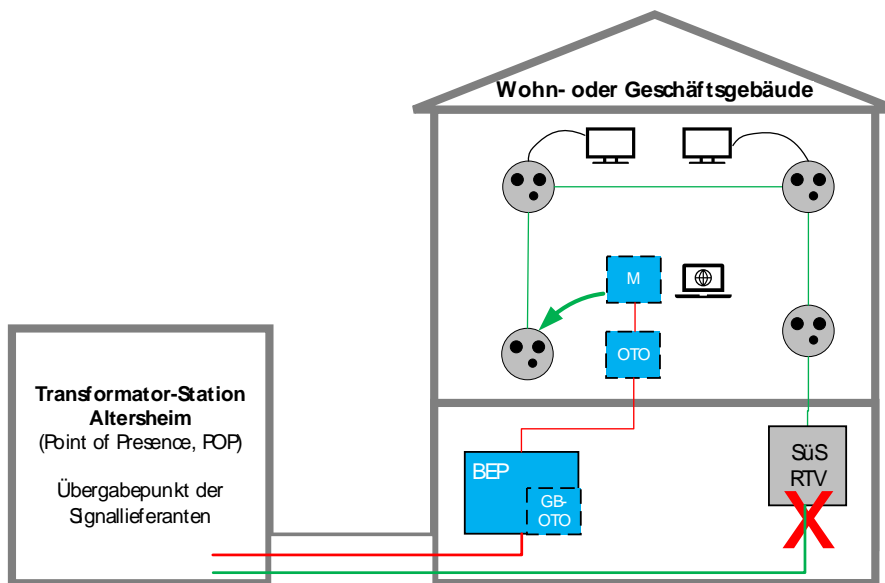 Wohn- oder Geschäftsgebäude
M
OTO
Transformator-Station
Altersheim
(Point of Presence, POP)
Übergabepunkt der
Signallieferanten
BEP
GB-
OTO
SüS
RTV